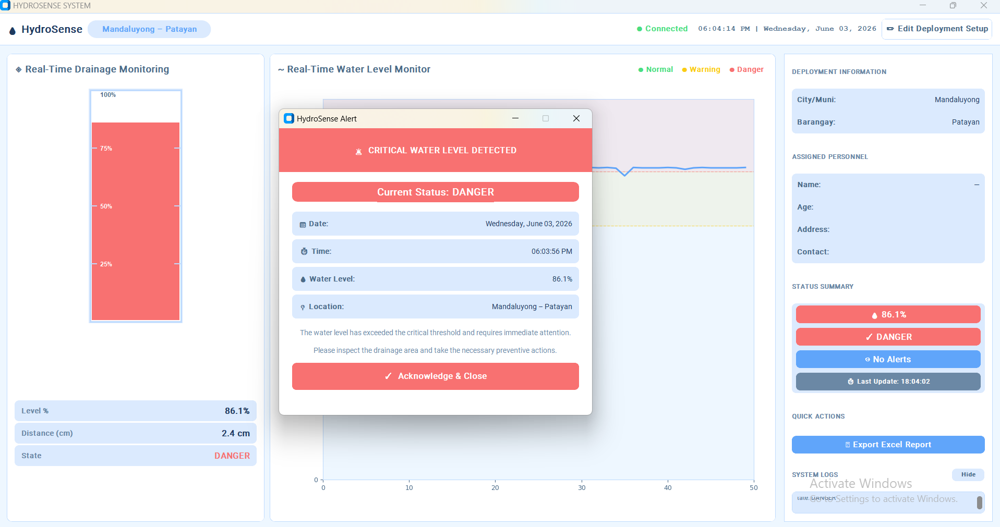 HYDROSENSE SYSTEM
HydroSense
Mandaluyong – Patayan
Connected
06:04:14 PM | Wednesday, June 03, 2026
Edit Deployment Setup
◈ Real-Time Drainage Monitoring
100%
75%
50%
25%
Level %
86.1%
Distance (cm)
2.4 cm
State
DANGER
~ Real-Time Water Level Monitor
Normal
Warning
Danger
0
0
10
20
30
40
50
HydroSense Alert
CRITICAL WATER LEVEL DETECTED
Current Status: DANGER
Date:
Wednesday, June 03, 2026
Time:
06:03:56 PM
Water Level:
86.1%
Location:
Mandaluyong – Patayan
The water level has exceeded the critical threshold and requires immediate attention.
Please inspect the drainage area and take the necessary preventive actions.
✓ Acknowledge & Close
DEPLOYMENT INFORMATION
City/Muni:
Mandaluyong
Barangay:
Patayan
ASSIGNED PERSONNEL
Name:
—
Age:
Address:
Contact:
STATUS SUMMARY
86.1%
✓ DANGER
No Alerts
Last Update: 18:04:02
QUICK ACTIONS
Export Excel Report
SYSTEM LOGS
Hide
tate: DANGER
Activate Windows
Go to Settings to activate Windows.